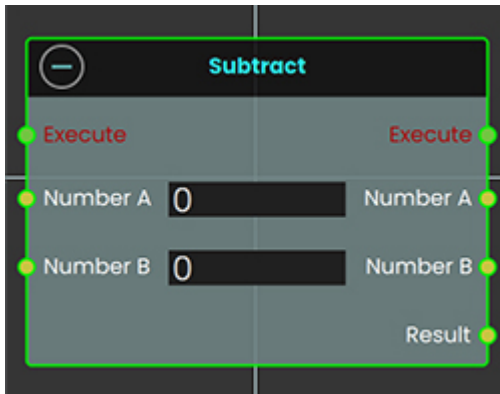 Subtract
Execute Execute
Number A 0 Number A
Number B 0 Number B
Result